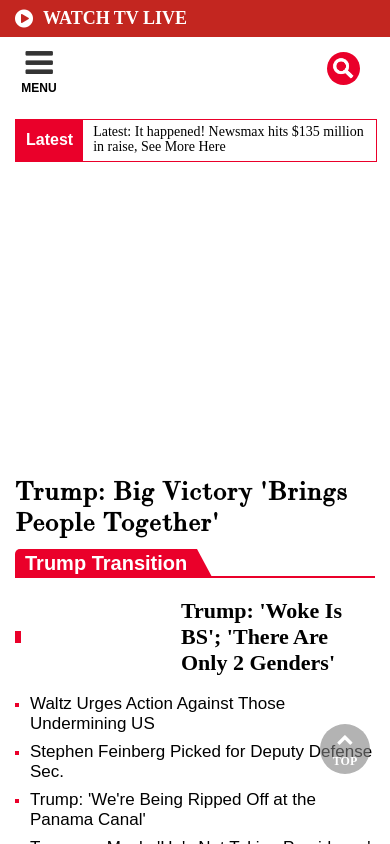 WATCH TV LIVE
MENU
Latest
Latest: It happened! Newsmax hits $135 million
in raise, See More Here
Trump: Big Victory 'Brings
People Together'
Trump Transition
Trump: 'Woke Is
BS'; 'There Are
Only 2 Genders'
Waltz Urges Action Against Those
Undermining US
Stephen Feinberg Picked for Deputy Defense
Sec.
TOP
Trump: 'We're Being Ripped Off at the
Panama Canal'